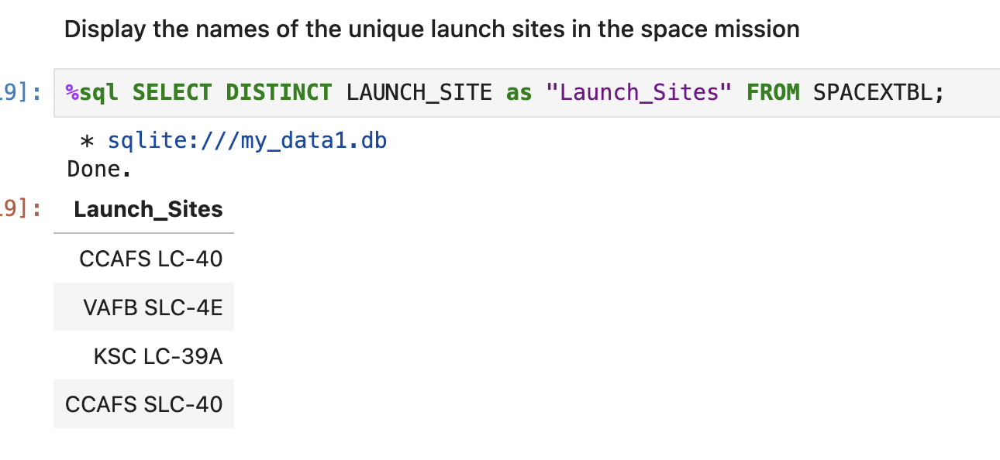 Display the names of the unique launch sites in the space mission
9]: %sql SELECT DISTINCT LAUNCH_SITE as "Launch_Sites" FROM SPACEXTBL;
* sqlite:///my_data1.db
Done.
9]: Launch_Sites
CCAFS LC-40
VAFB SLC-4E
KSC LC-39A
CCAFS SLC-40